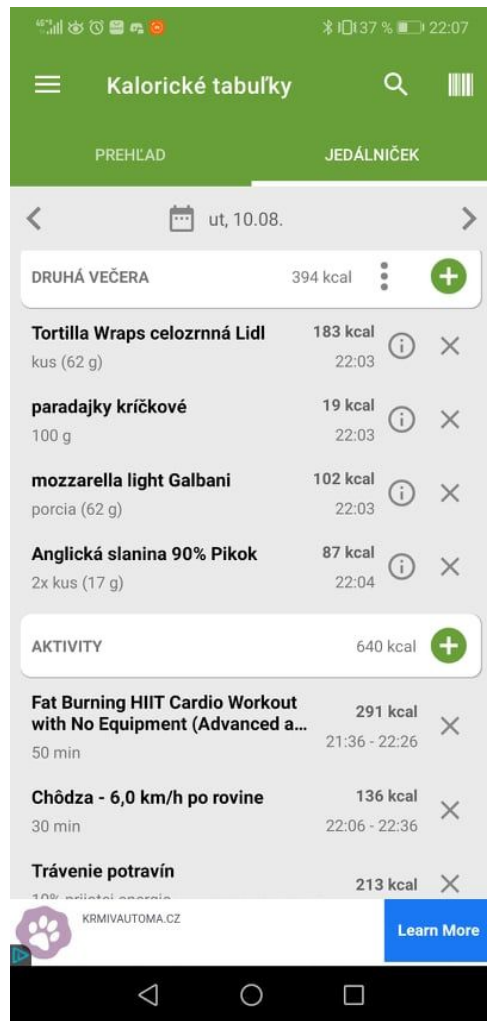 37 % 22:07
Kalorické tabuľky
PREHĽAD JEDÁLNIČEK
ut, 10.08.
DRUHÁ VEČERA 394 kcal
Tortilla Wraps celozrnná Lidl 183 kcal
kus (62 g) 22:03
paradajky kríčkové 19 kcal
100 g 22:03
mozzarella light Galbani 102 kcal
porcia (62 g) 22:03
Anglická slanina 90% Pikok 87 kcal
2x kus (17 g) 22:04
AKTIVITY 640 kcal
Fat Burning HIIT Cardio Workout
with No Equipment (Advanced a... 291 kcal
50 min 21:36 - 22:26
Chôdza - 6,0 km/h po rovine 136 kcal
30 min 22:06 - 22:36
Trávenie potravín 213 kcal
10% prijatej energie
KRMIVAUTOMA.CZ
Learn More